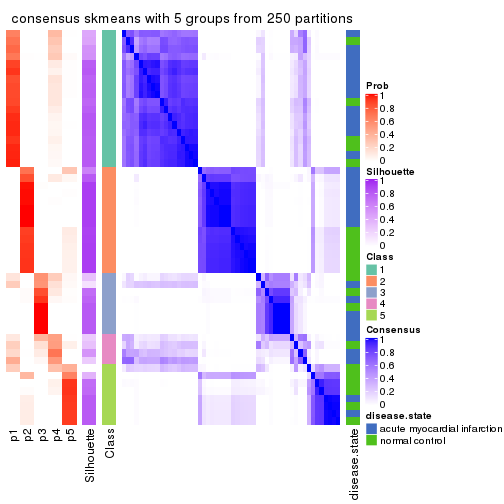 consensus skmeans with 5 groups from 250 partitions
Prob
1
0.8
0.6
0.4
0.2
0
Silhouette
1
0.8
0.6
0.4
0.2
0
Class
1
2
3
4
5
Consensus
1
0.8
0.6
0.4
0.2
0
disease.state
acute myocardial infarction
normal control
p1
p2
p3
p4
p5
Silhouette
Class
disease.state